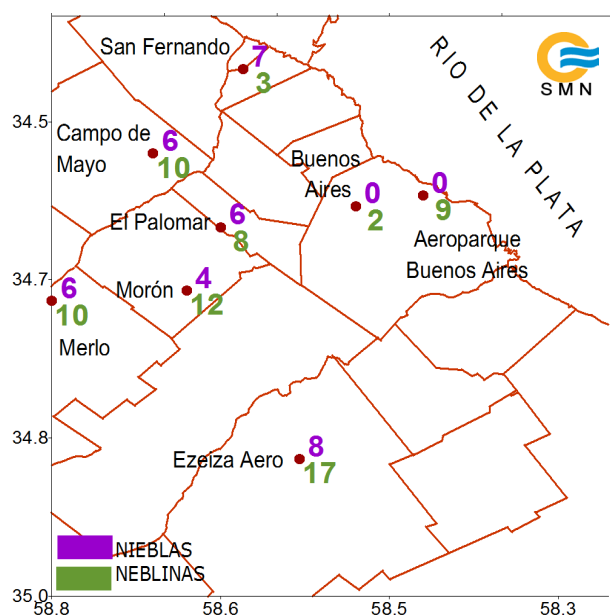 San Fernando
7
3
RIO DE LA PLATA
SMN
34.5
Campo de
Mayo
6
10
Buenos
Aires
0
2
0
9
El Palomar
6
8
Aeroparque
Buenos Aires
34.7
Morón
4
12
6
10
Merlo
34.8
Ezeiza Aero
8
17
NIEBLAS
NEBLINAS
35.0
58.8
58.6
58.5
58.3